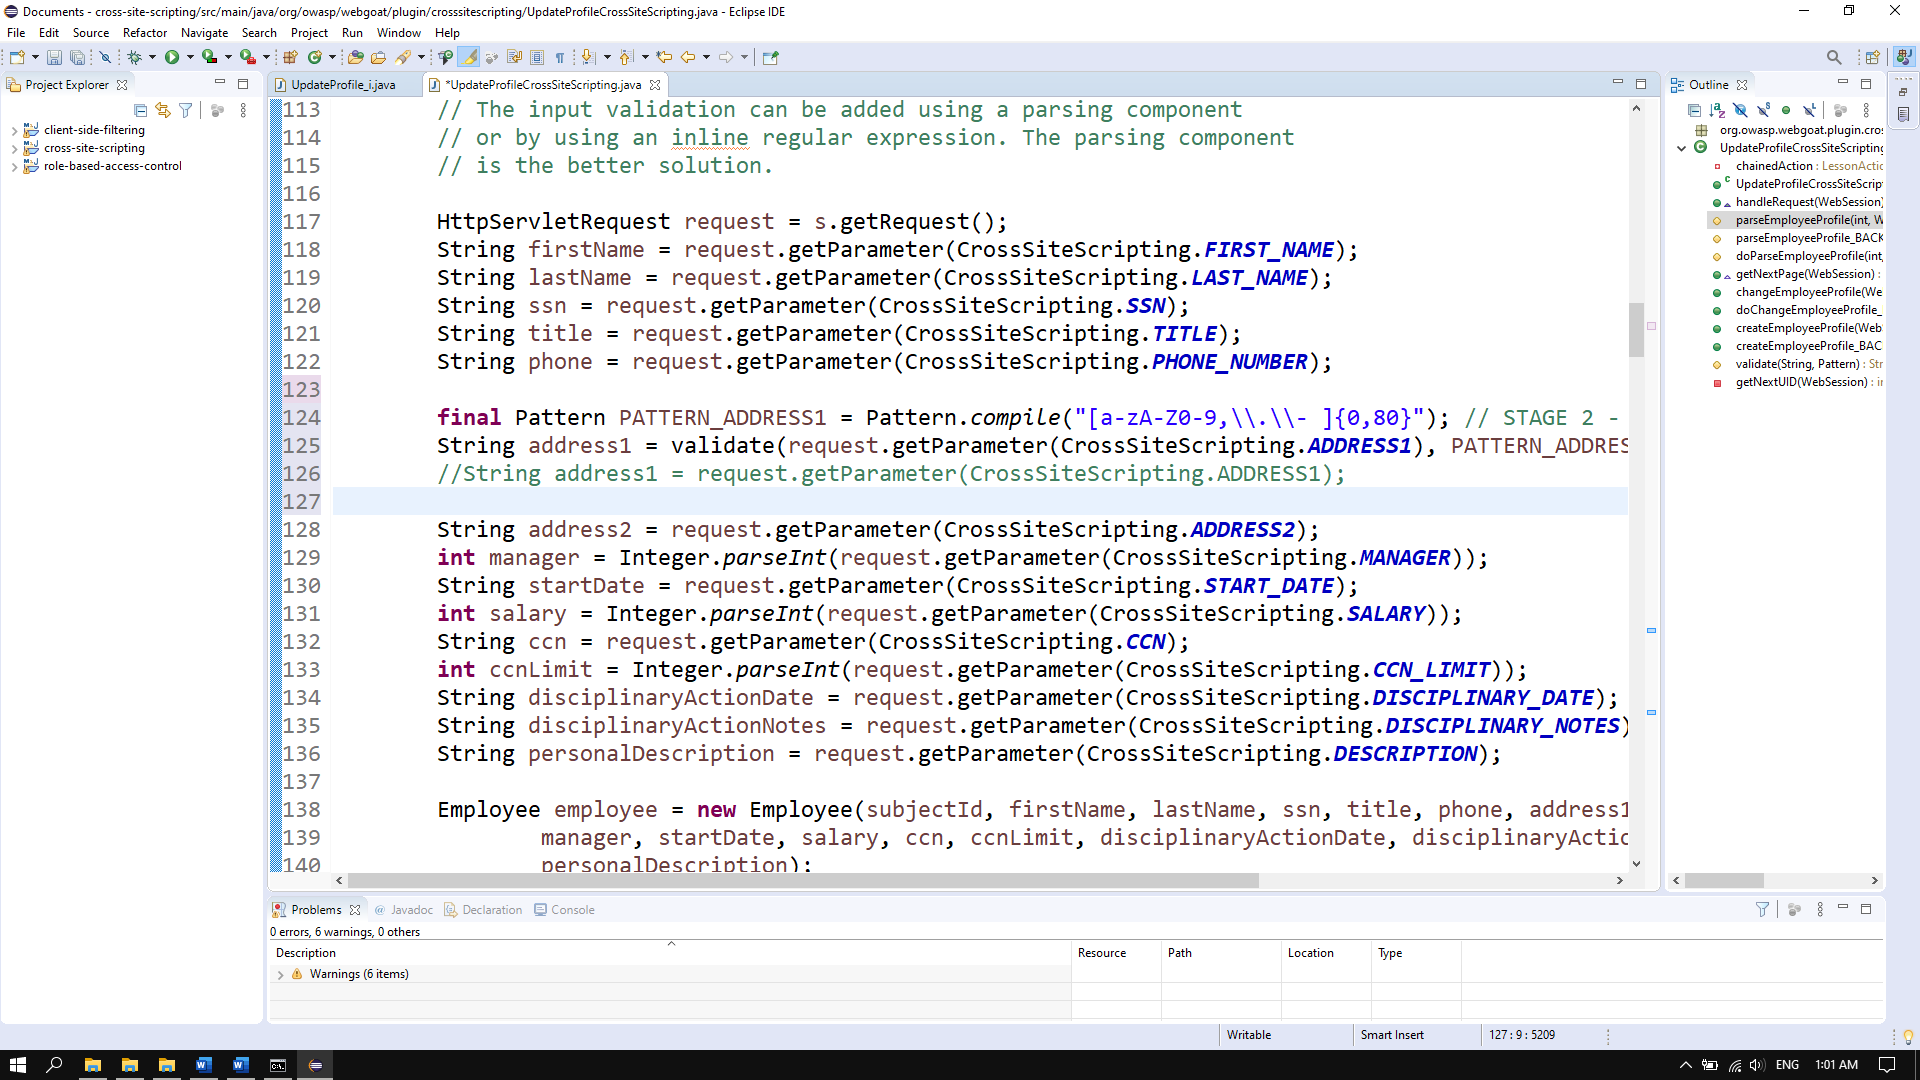 Documents - cross-site-scripting/src/main/java/org/owasp/webgoat/plugin/crosssitescripting/UpdateProfileCrossSiteScripting.java - Eclipse IDE
File Edit Source Refactor Navigate Search Project Run Window Help
Project Explorer
client-side-filtering
cross-site-scripting
role-based-access-control
UpdateProfile_i.java
*UpdateProfileCrossSiteScripting.java
113 // The input validation can be added using a parsing component
114 // or by using an inline regular expression. The parsing component
115 // is the better solution.
116
117 HttpServletRequest request = s.getRequest();
118 String firstName = request.getParameter(CrossSiteScripting.FIRST_NAME);
119 String lastName = request.getParameter(CrossSiteScripting.LAST_NAME);
120 String ssn = request.getParameter(CrossSiteScripting.SSN);
121 String title = request.getParameter(CrossSiteScripting.TITLE);
122 String phone = request.getParameter(CrossSiteScripting.PHONE_NUMBER);
123
124 final Pattern PATTERN_ADDRESS1 = Pattern.compile("[a-zA-Z0-9,\\.\\- ]{0,80}"); // STAGE 2 -
125 String address1 = validate(request.getParameter(CrossSiteScripting.ADDRESS1), PATTERN_ADDRES
126 //String address1 = request.getParameter(CrossSiteScripting.ADDRESS1);
127
128 String address2 = request.getParameter(CrossSiteScripting.ADDRESS2);
129 int manager = Integer.parseInt(request.getParameter(CrossSiteScripting.MANAGER));
130 String startDate = request.getParameter(CrossSiteScripting.START_DATE);
131 int salary = Integer.parseInt(request.getParameter(CrossSiteScripting.SALARY));
132 String ccn = request.getParameter(CrossSiteScripting.CCN);
133 int ccnLimit = Integer.parseInt(request.getParameter(CrossSiteScripting.CCN_LIMIT));
134 String disciplinaryActionDate = request.getParameter(CrossSiteScripting.DISCIPLINARY_DATE);
135 String disciplinaryActionNotes = request.getParameter(CrossSiteScripting.DISCIPLINARY_NOTES)
136 String personalDescription = request.getParameter(CrossSiteScripting.DESCRIPTION);
137
138 Employee employee = new Employee(subjectId, firstName, lastName, ssn, title, phone, address1
139 manager, startDate, salary, ccn, ccnLimit, disciplinaryActionDate, disciplinaryActio
140 personalDescription);
Outline
org.owasp.webgoat.plugin.cros
UpdateProfileCrossSiteScripting
chainedAction : LessonActio
UpdateProfileCrossSiteScrip
handleRequest(WebSession)
parseEmployeeProfile(int, W
parseEmployeeProfile_BACK
doParseEmployeeProfile(int,
getNextPage(WebSession) :
changeEmployeeProfile(We
doChangeEmployeeProfile_
createEmployeeProfile(Web
createEmployeeProfile_BAC
validate(String, Pattern) : Str
getNextUID(WebSession) : i
Problems @ Javadoc Declaration Console
0 errors, 6 warnings, 0 others
Description Resource Path Location Type
Warnings (6 items)
Writable Smart Insert 127 : 9 : 5209
ENG 1:01 AM